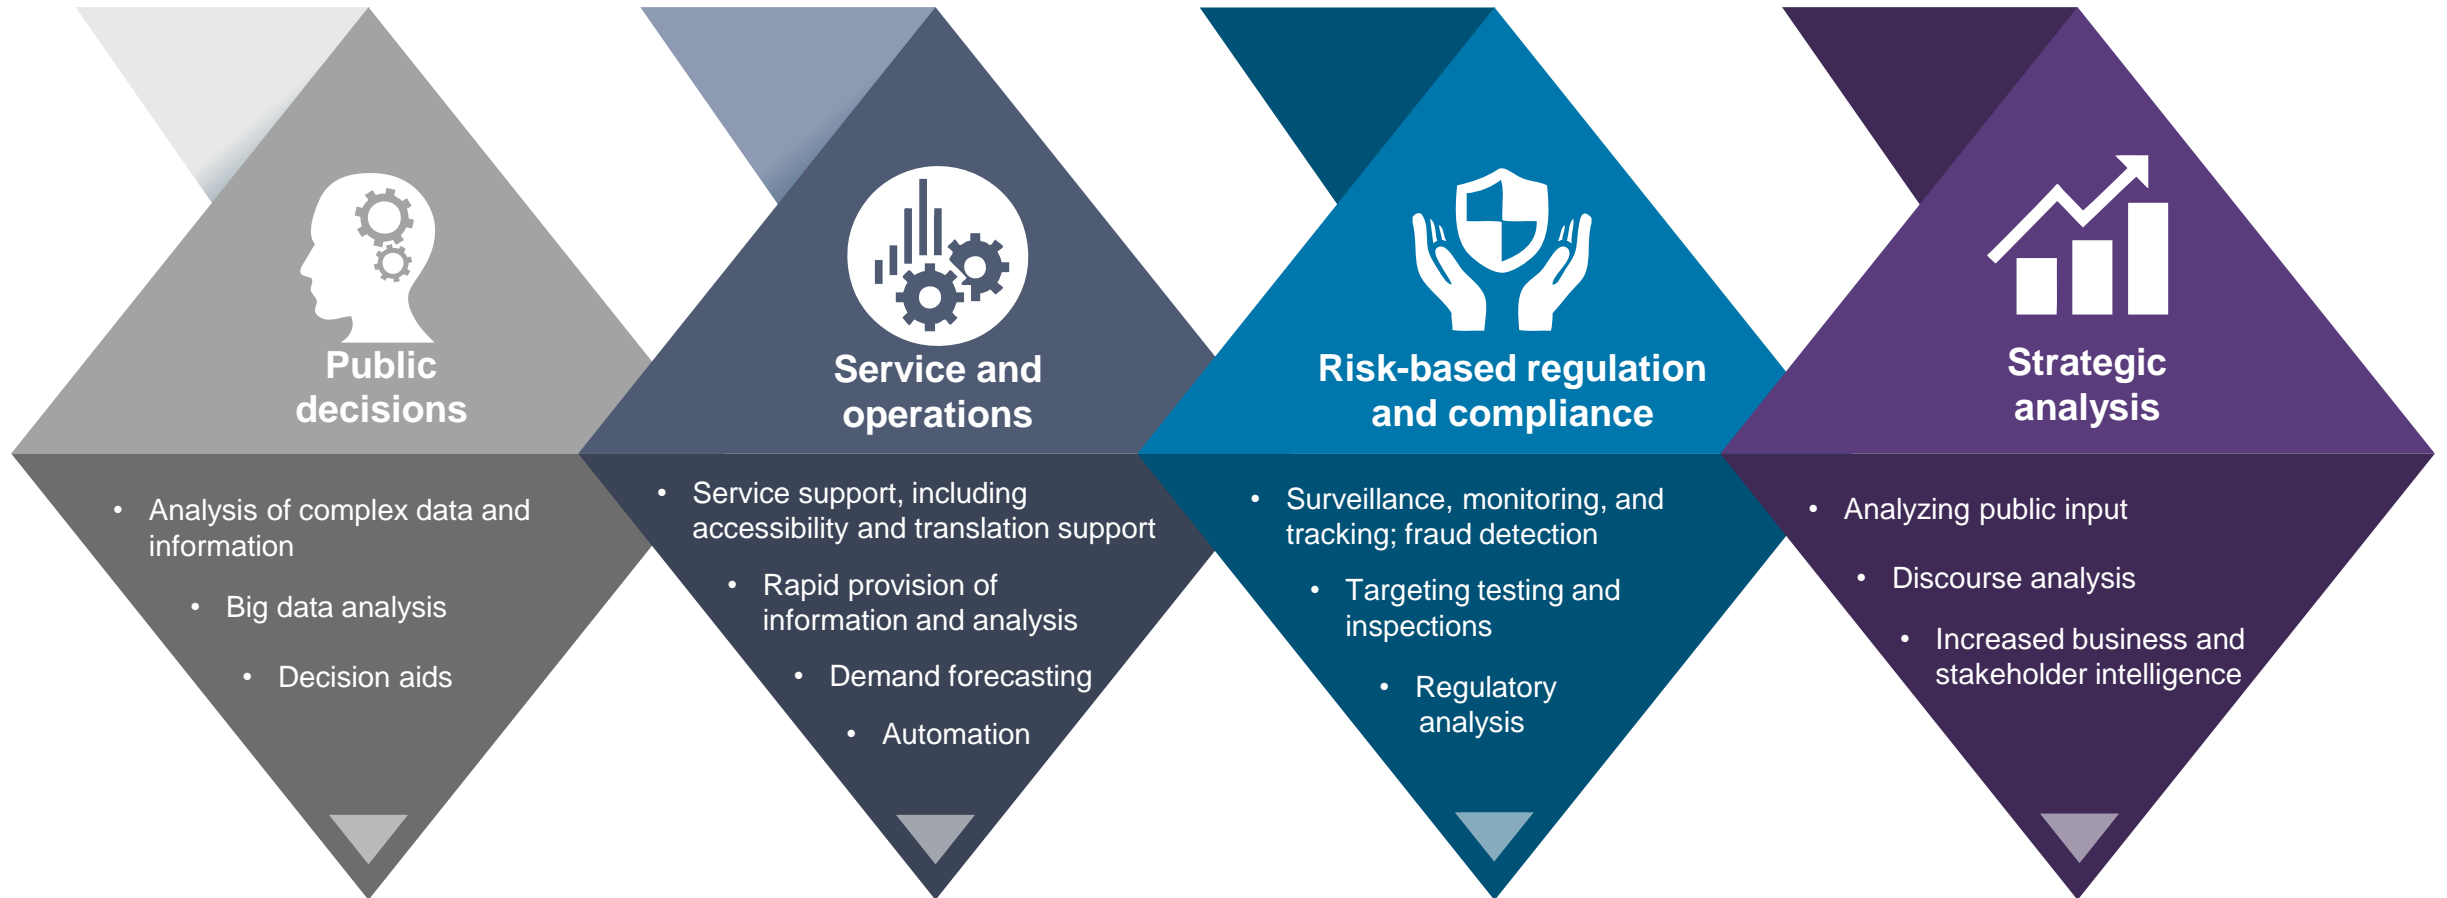 Public
decisions
• Analysis of complex data and
information
• Big data analysis
• Decision aids
Service and
operations
• Service support, including
accessibility and translation support
• Rapid provision of
information and analysis
• Demand forecasting
• Automation
Risk-based regulation
and compliance
• Surveillance, monitoring, and
tracking; fraud detection
• Targeting testing and
inspections
• Regulatory
analysis
Strategic
analysis
• Analyzing public input
• Discourse analysis
• Increased business and
stakeholder intelligence